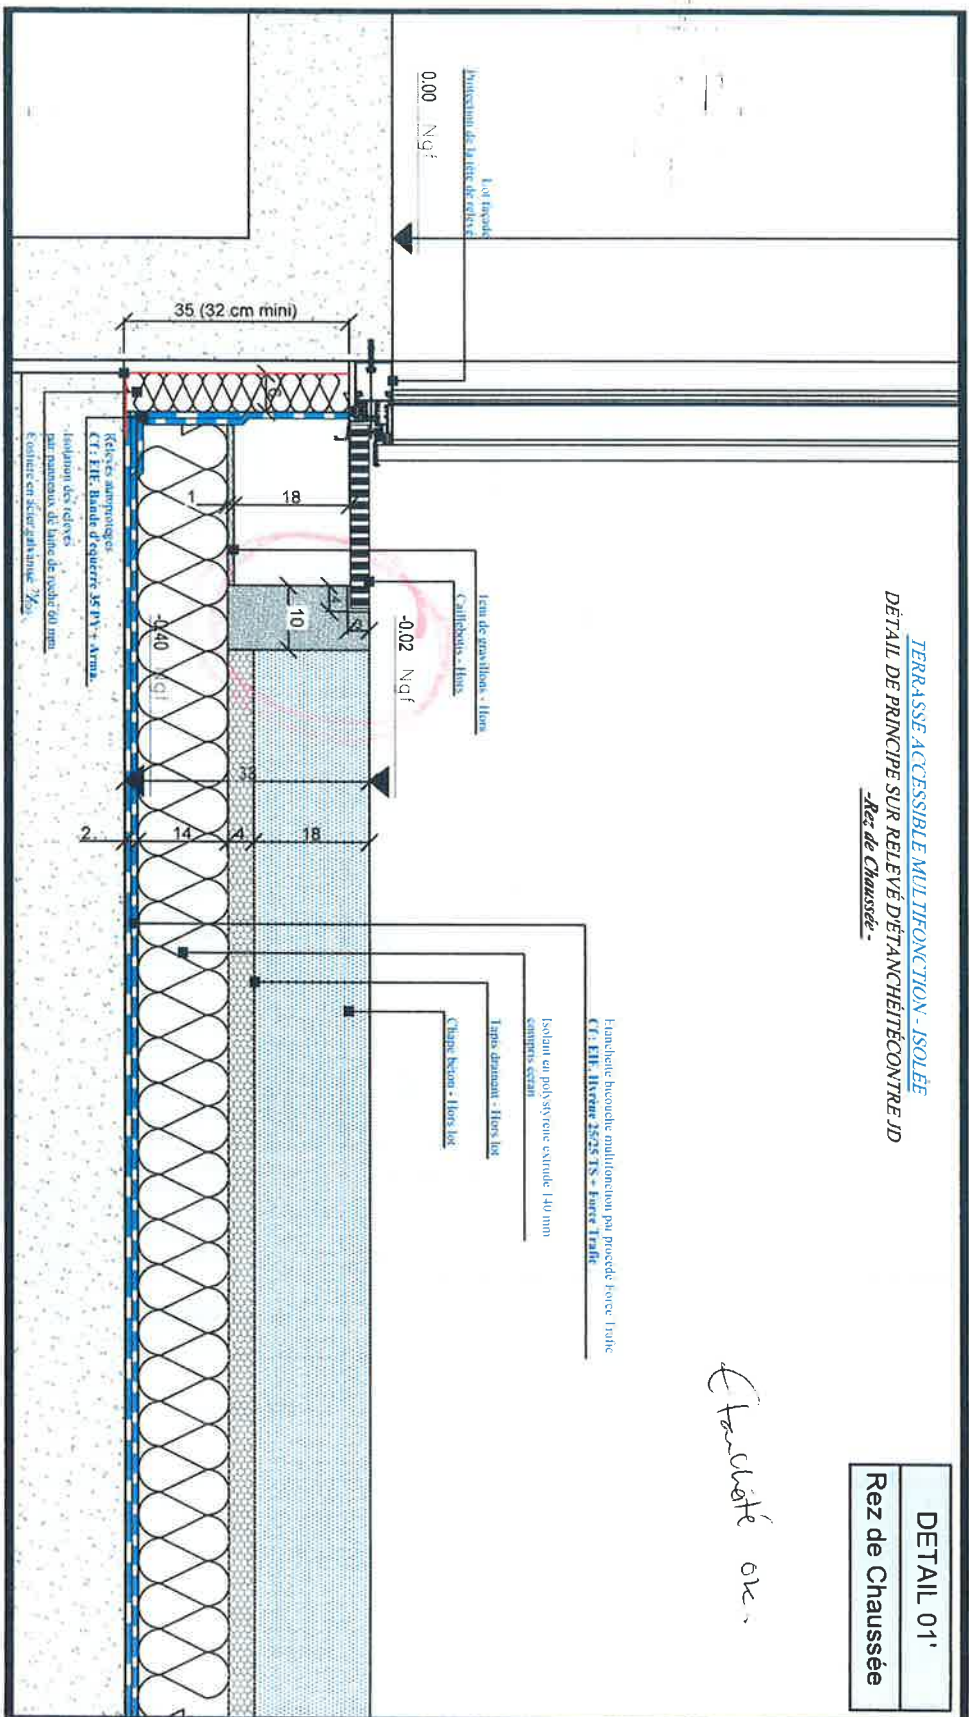 DETAIL 01'
Rez de Chaussée
TERRASSE ACCESSIBLE MULTIFONCTION - ISOLÉE
DÉTAIL DE PRINCIPE SUR RELEVÉ D'ÉTANCHÉITÉCONTRE JD
-Rez de Chaussée -
Etanchéité ok.
Lot façade
Protection de la tête de relevé
0.00 Ngf
1cm de gravillons - Hors
Caillebotis - Hors
-0.02 Ngf
Etanchéité bicouche multifonction par procédé Force Trafic
CT: EIF, Hyrène 25/25 TS + Force Trafic
Isolant en polystyrène extrudé 140 mm
compris écran
Tapis drainant - Hors lot
Chape béton - Hors lot
35 (32 cm mini)
6
1
18
4
3
10
-0.40 Ngf
38
2
14
4
18
Relevés autoprotégés
CT: EIF, Bande d'équerre 35 PY + Arma.
Isolation des relevés
par panneaux de laine de roche 60 mm
Costière en acier galvanisé